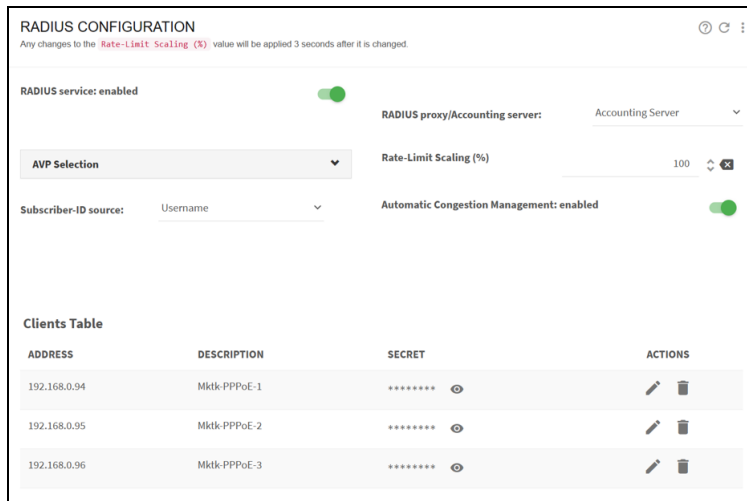 RADIUS CONFIGURATION
Any changes to the Rate-Limit Scaling (%) value will be applied 3 seconds after it is changed.
RADIUS service: enabled
RADIUS proxy/Accounting server: Accounting Server
AVP Selection
Rate-Limit Scaling (%) 100
Subscriber-ID source: Username
Automatic Congestion Management: enabled
Clients Table
ADDRESS DESCRIPTION SECRET ACTIONS
192.168.0.94 Mktk-PPPoE-1 ********
192.168.0.95 Mktk-PPPoE-2 ********
192.168.0.96 Mktk-PPPoE-3 ********